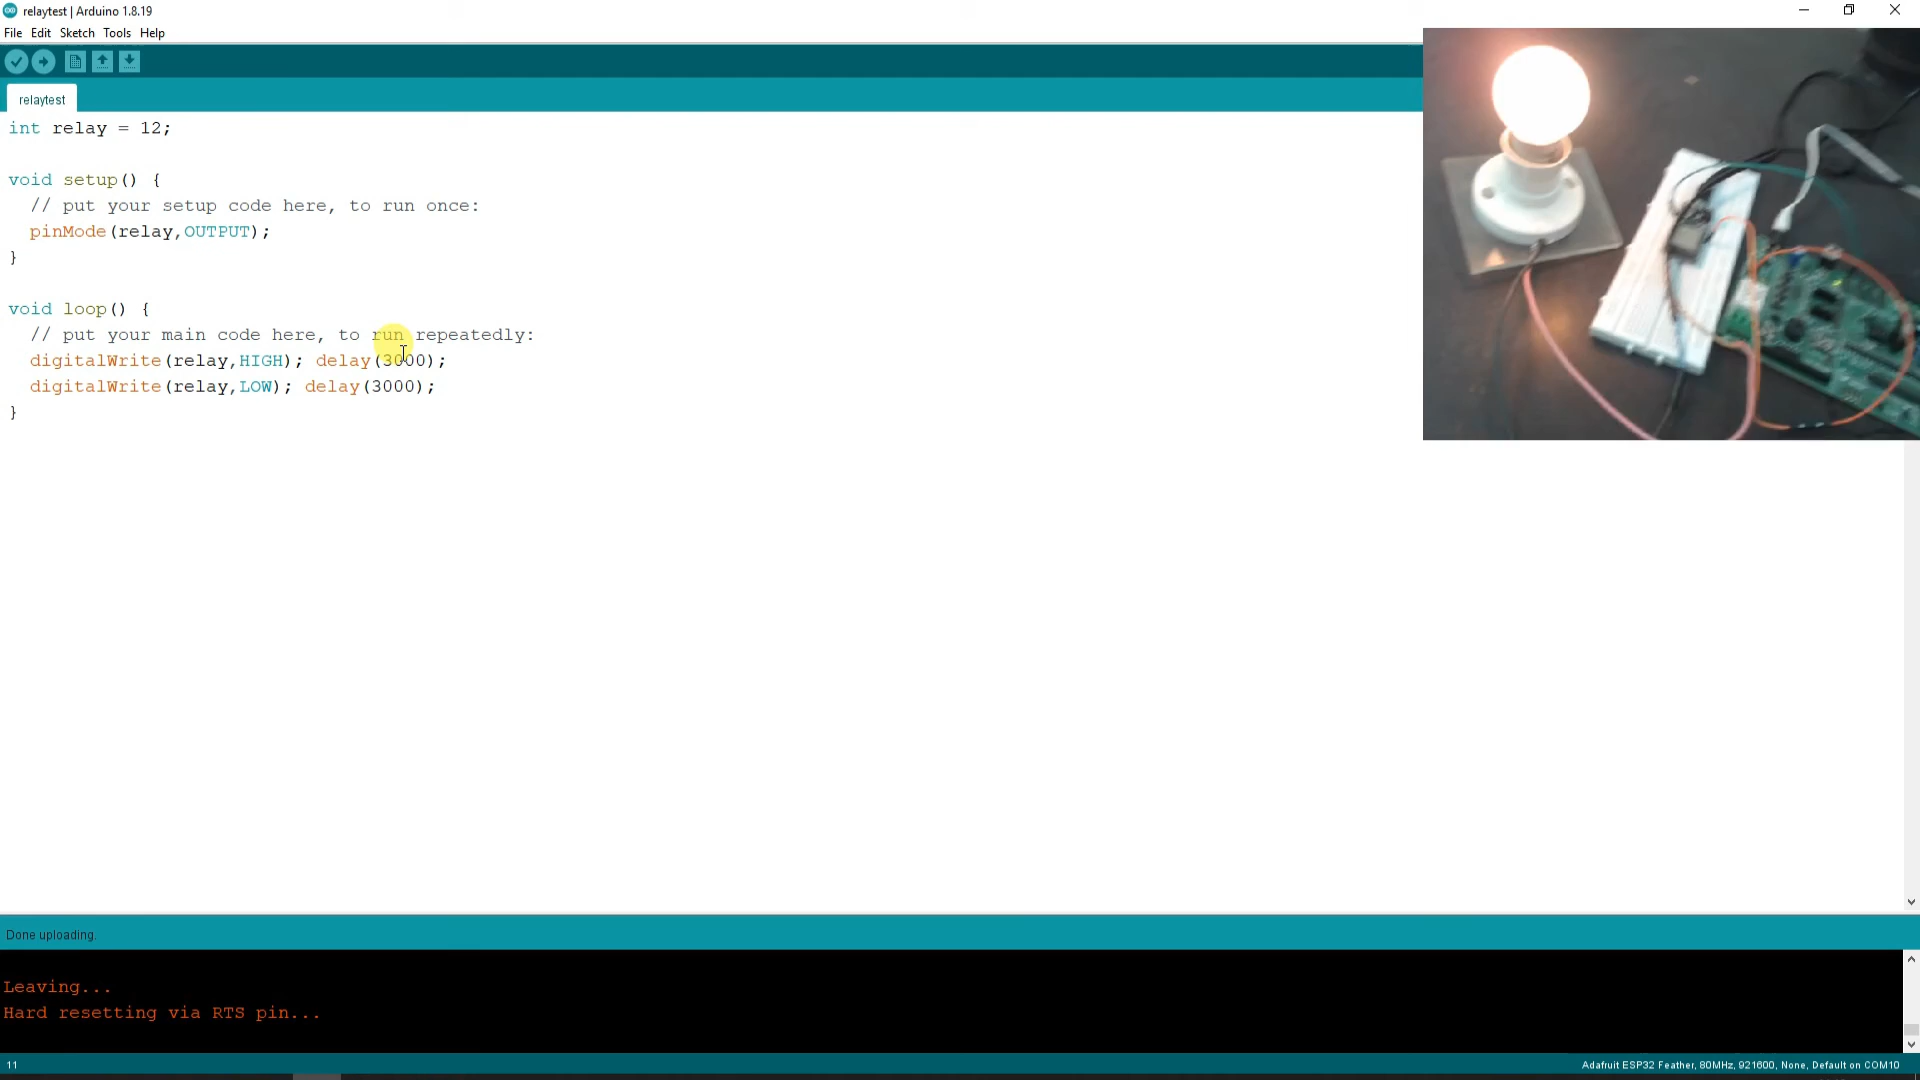 relaytest | Arduino 1.8.19
File Edit Sketch Tools Help
relaytest
int relay = 12;
void setup() {
// put your setup code here, to run once:
pinMode(relay,OUTPUT);
}
void loop() {
// put your main code here, to run repeatedly:
digitalWrite(relay,HIGH); delay(3000);
digitalWrite(relay,LOW); delay(3000);
}
Done uploading.
Leaving...
Hard resetting via RTS pin...
11
Adafruit ESP32 Feather, 80MHz, 921600, None, Default on COM10